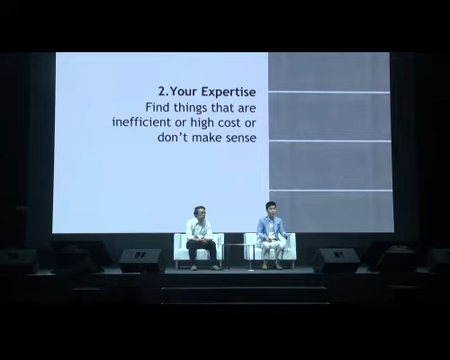 2.Your Expertise
Find things that are
inefficient or high cost or
don't make sense